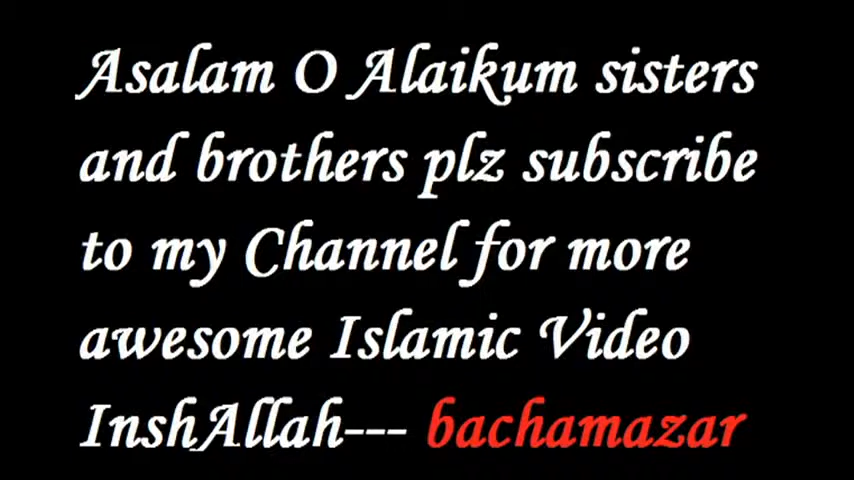 Asalam O Alaikum sisters
and brothers plz subscribe
to my Channel for more
awesome Islamic Video
InshAllah--- bachamazar